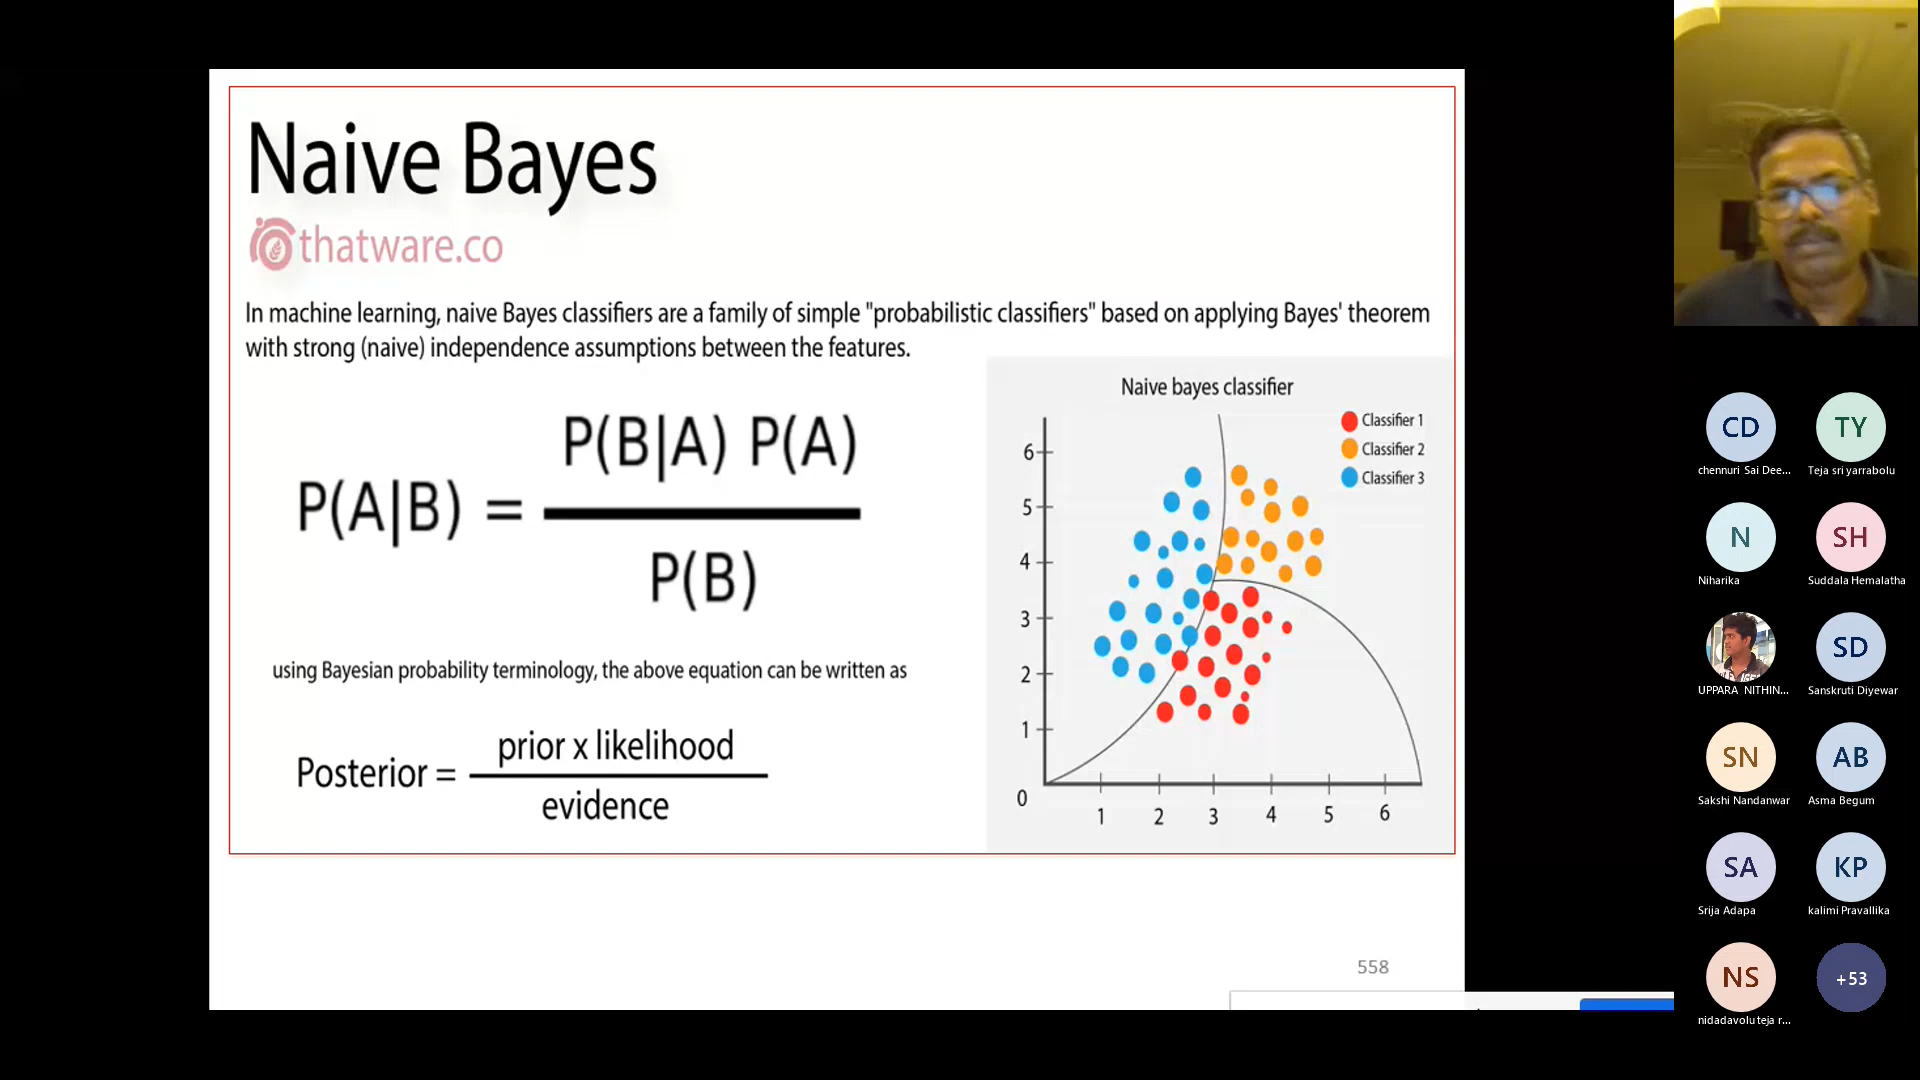 Naive Bayes
thatware.co
In machine learning, naive Bayes classifiers are a family of simple "probabilistic classifiers" based on applying Bayes' theorem
with strong (naive) independence assumptions between the features.
P(A|B) = P(B|A) P(A)
P(B)
using Bayesian probability terminology, the above equation can be written as
Posterior = prior x likelihood
evidence
Naive bayes classifier
Classifier 1
Classifier 2
Classifier 3
6
5
4
3
2
1
0
1 2 3 4 5 6
558
CD TY
chennuri Sai Dee... Teja sri yarrabolu
N SH
Niharika Suddala Hemalatha
SD
UPPARA NITHIN... Sanskruti Diyewar
SN AB
Sakshi Nandanwar Asma Begum
SA KP
Srija Adapa kalimi Pravallika
NS +53
nidadavolu teja r...